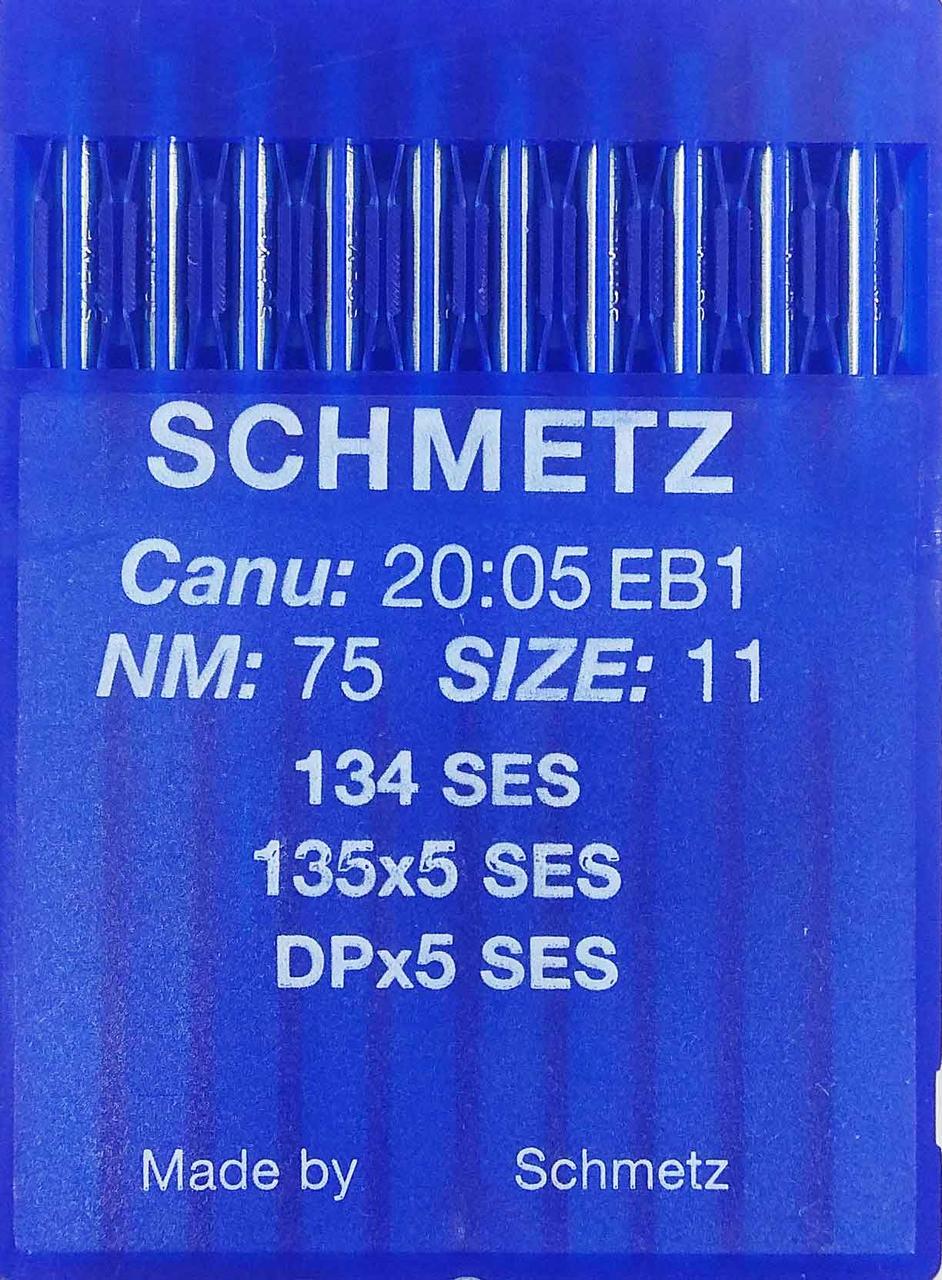 SCHMETZ
Canu: 20:05 EB1
NM: 75 SIZE: 11
134 SES
135x5 SES
DPx5 SES
Made by Schmetz